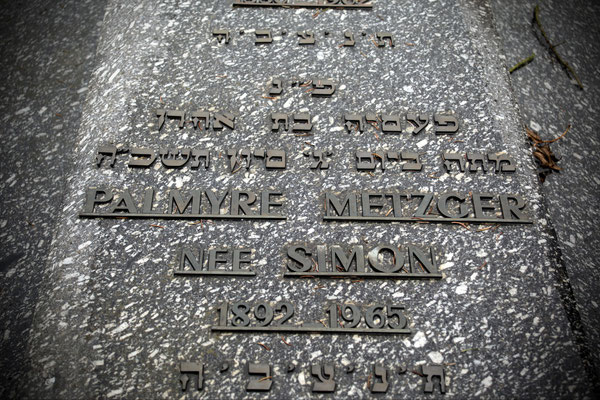 ת׳נ׳צ׳ב׳ה
פ״נ
פעמיה בת אהרן
מתה ביום ג׳ סיון תשכ״ה
PALMYRE METZGER
NEE SIMON
1892 1965
ת׳נ׳צ׳ב׳ה